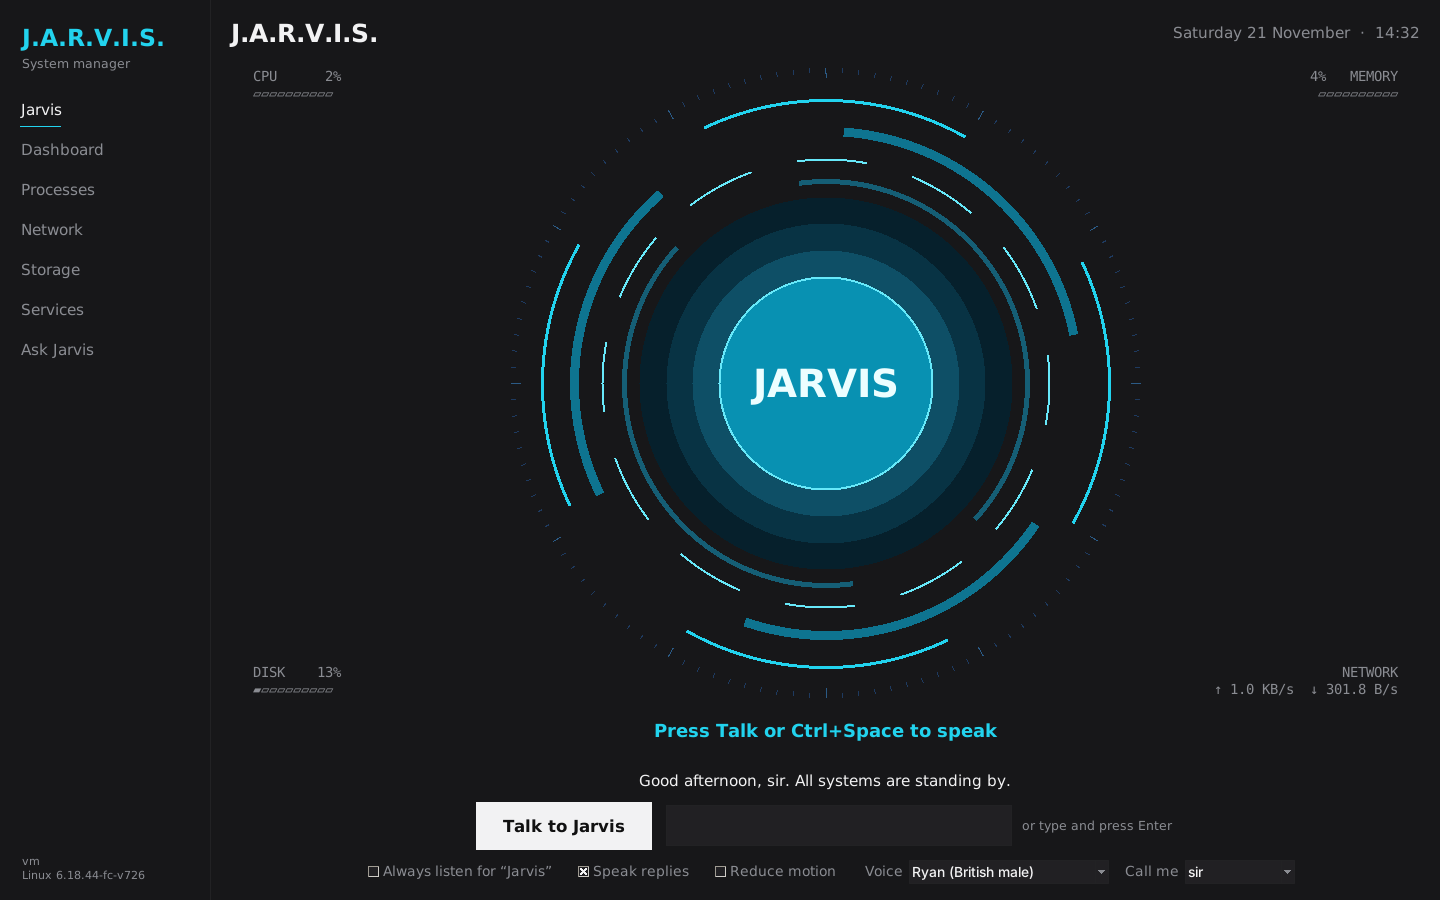 J.A.R.V.I.S.
System manager
Jarvis
Dashboard
Processes
Network
Storage
Services
Ask Jarvis
vm
Linux 6.18.44-fc-v726
J.A.R.V.I.S.
Saturday 21 November · 14:32
CPU 2%
4% MEMORY
JARVIS
DISK 13%
NETWORK
↑ 1.0 KB/s ↓ 301.8 B/s
Press Talk or Ctrl+Space to speak
Good afternoon, sir. All systems are standing by.
Talk to Jarvis
or type and press Enter
Always listen for “Jarvis” Speak replies Reduce motion Voice Ryan (British male) Call me sir